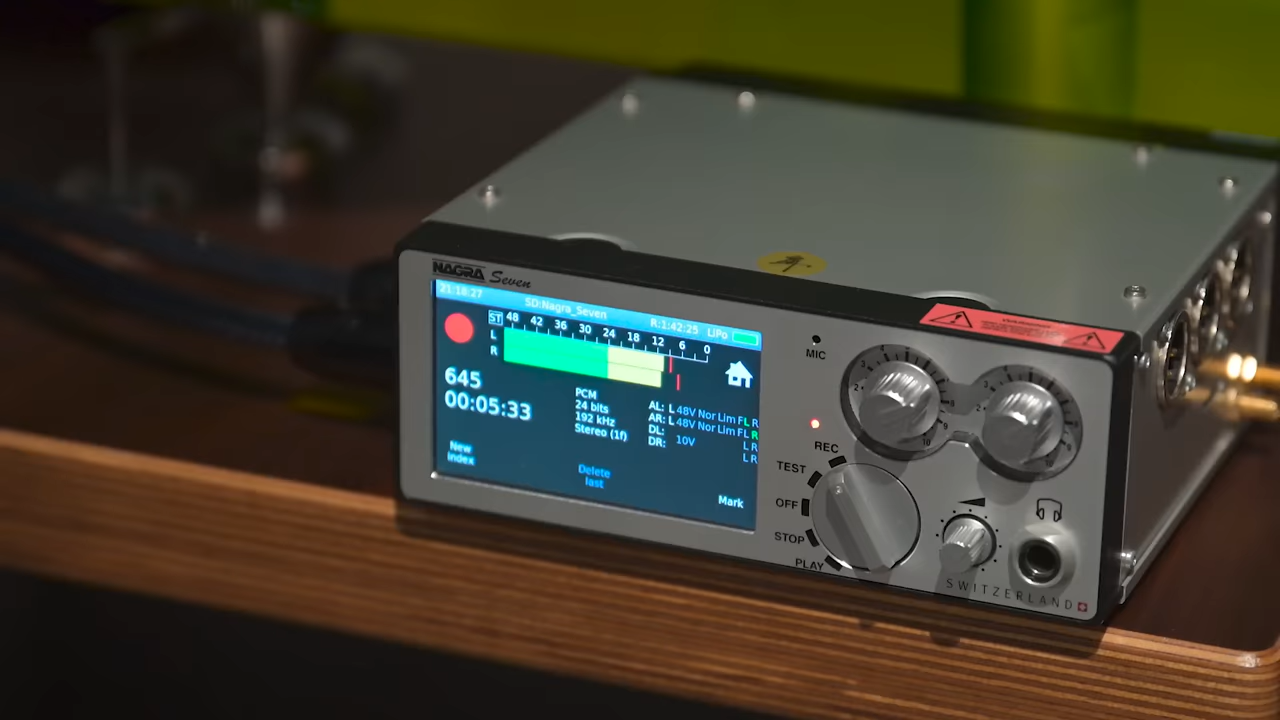 NAGRA Seven
21:18:27 SD:Nagra_Seven R:1:42:25 LiPo
ST 48 42 36 30 24 18 12 6 0
L
R
645
00:05:33
PCM
24 bits
192 kHz
Stereo (1f)
AL: L 48V Nor Lim FL R
AR: L 48V Nor Lim FL R
DL: L R
DR: 10V L R
New
index
Delete
last
Mark
MIC
REC
TEST
OFF
STOP
PLAY
SWITZERLAND